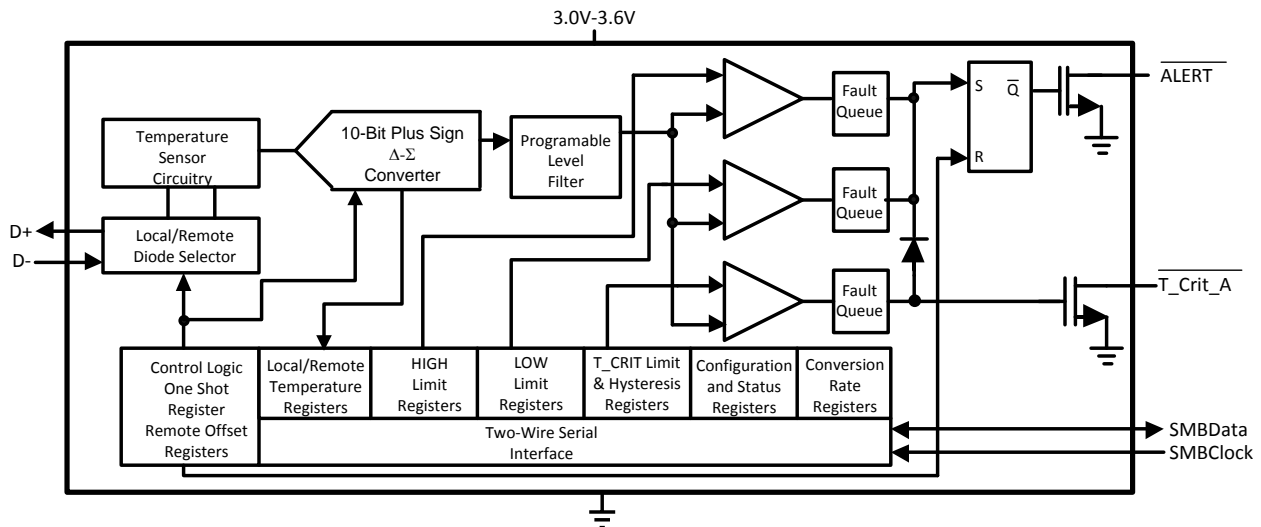 3.0V-3.6V
ALERT
S
Q
R
Fault
Queue
10-Bit Plus Sign
Δ-Σ
Converter
Temperature
Sensor
Circuitry
Programable
Level
Filter
Fault
Queue
D+
D-
Local/Remote
Diode Selector
Fault
Queue
T_Crit_A
Control Logic
One Shot
Register
Remote Offset
Registers
Local/Remote
Temperature
Registers
HIGH
Limit
Registers
LOW
Limit
Registers
T_CRIT Limit
& Hysteresis
Registers
Configuration
and Status
Registers
Conversion
Rate
Registers
Two-Wire Serial
Interface
SMBData
SMBClock